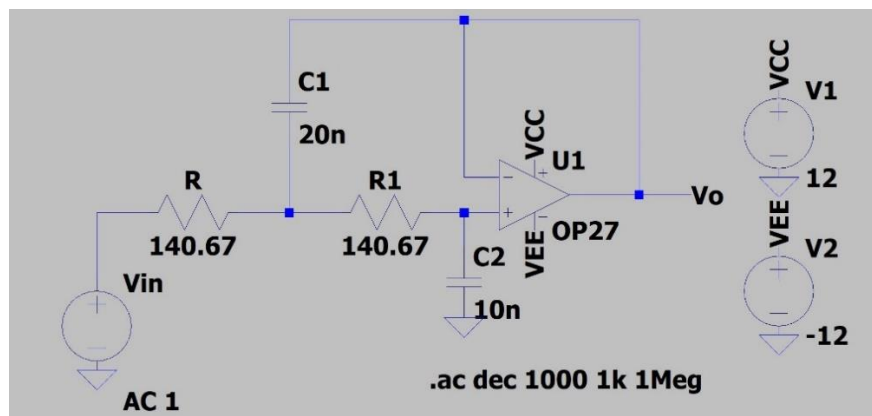 C1
20n
R
140.67
R1
140.67
Vin
AC 1
C2
10n
VCC
U1
VEE
OP27
Vo
VCC
V1
12
VEE
V2
-12
.ac dec 1000 1k 1Meg